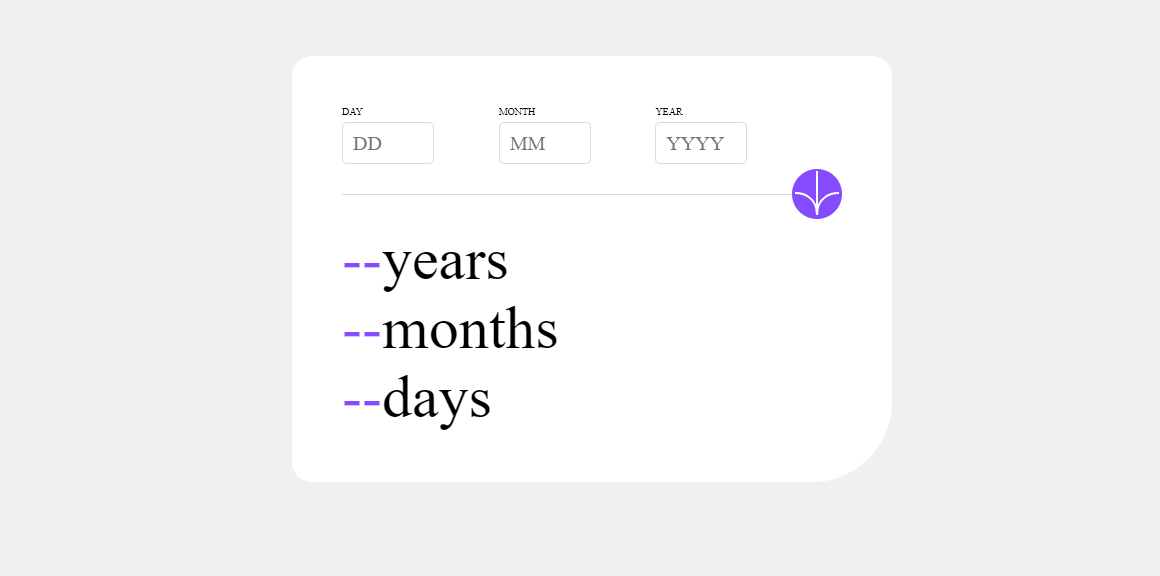 DAY MONTH YEAR
DD MM YYYY
--years
--months
--days